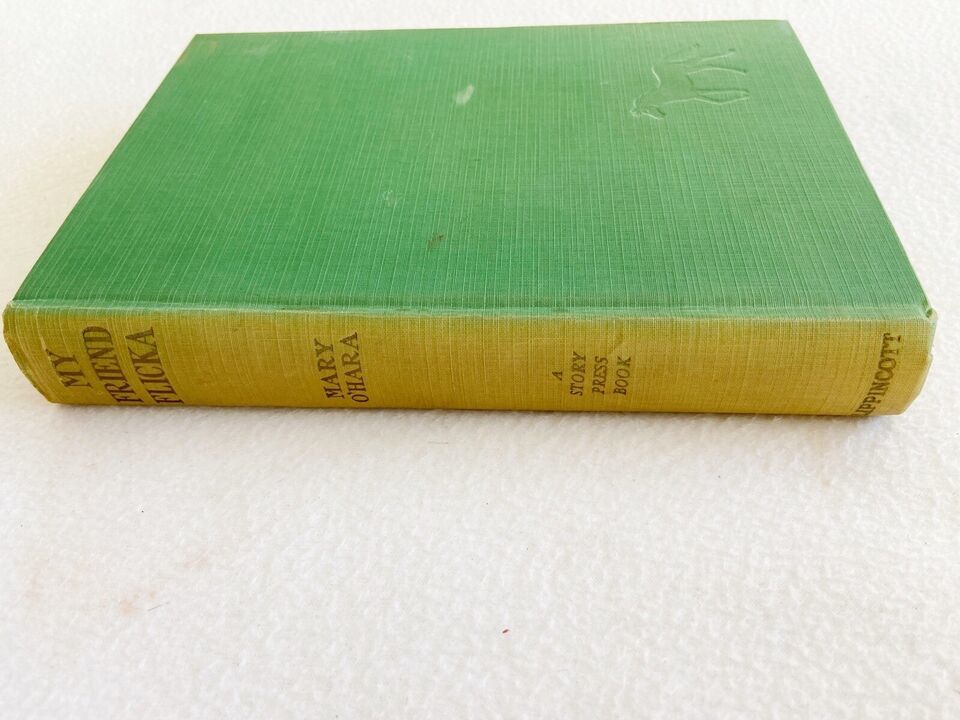 MY
FRIEND
FLICKA
MARY
O'HARA
A
STORY
PRESS
BOOK
LIPPINCOTT